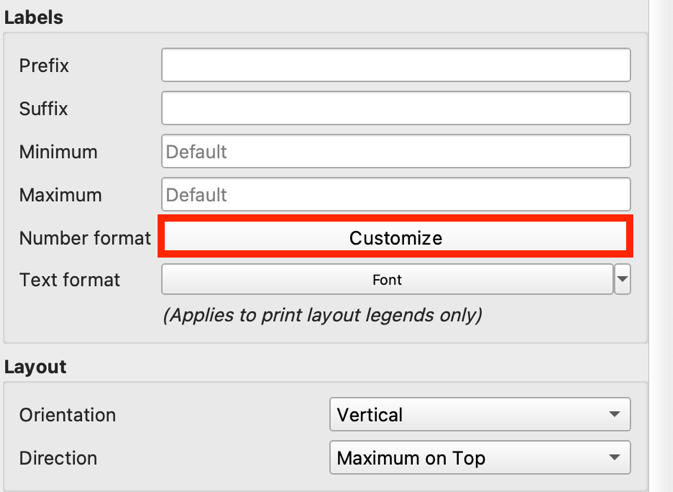 Labels
Prefix
Suffix
Minimum Default
Maximum Default
Number format Customize
Text format Font
(Applies to print layout legends only)
Layout
Orientation Vertical
Direction Maximum on Top